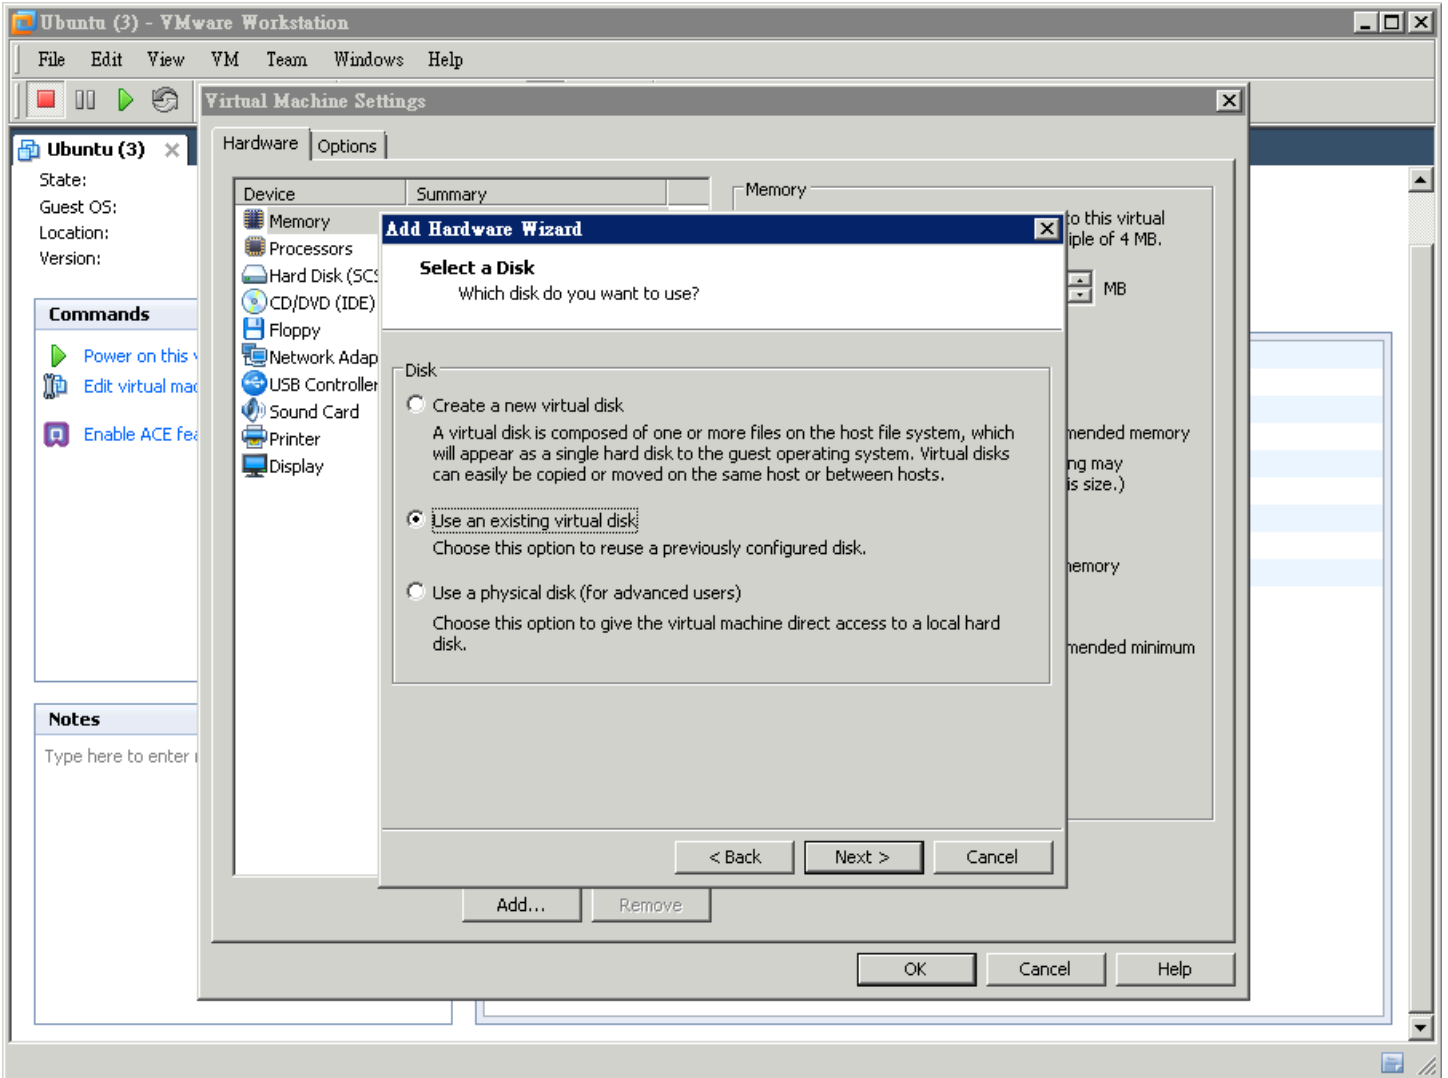 Ubuntu (3) - VMware Workstation
File Edit View VM Team Windows Help
Virtual Machine Settings
Ubuntu (3)
Hardware Options
State:
Guest OS:
Location:
Version:
Device Summary
Memory
Processors
Hard Disk (SCS
CD/DVD (IDE)
Floppy
Network Adap
USB Controller
Sound Card
Printer
Display
Memory
to this virtual
iple of 4 MB.
MB
mended memory
ng may
is size.)
memory
mended minimum
Commands
Power on this v
Edit virtual mac
Enable ACE fea
Notes
Type here to enter
Add Hardware Wizard
Select a Disk
Which disk do you want to use?
Disk
Create a new virtual disk
A virtual disk is composed of one or more files on the host file system, which
will appear as a single hard disk to the guest operating system. Virtual disks
can easily be copied or moved on the same host or between hosts.
Use an existing virtual disk
Choose this option to reuse a previously configured disk.
Use a physical disk (for advanced users)
Choose this option to give the virtual machine direct access to a local hard
disk.
< Back Next > Cancel
Add... Remove
OK Cancel Help